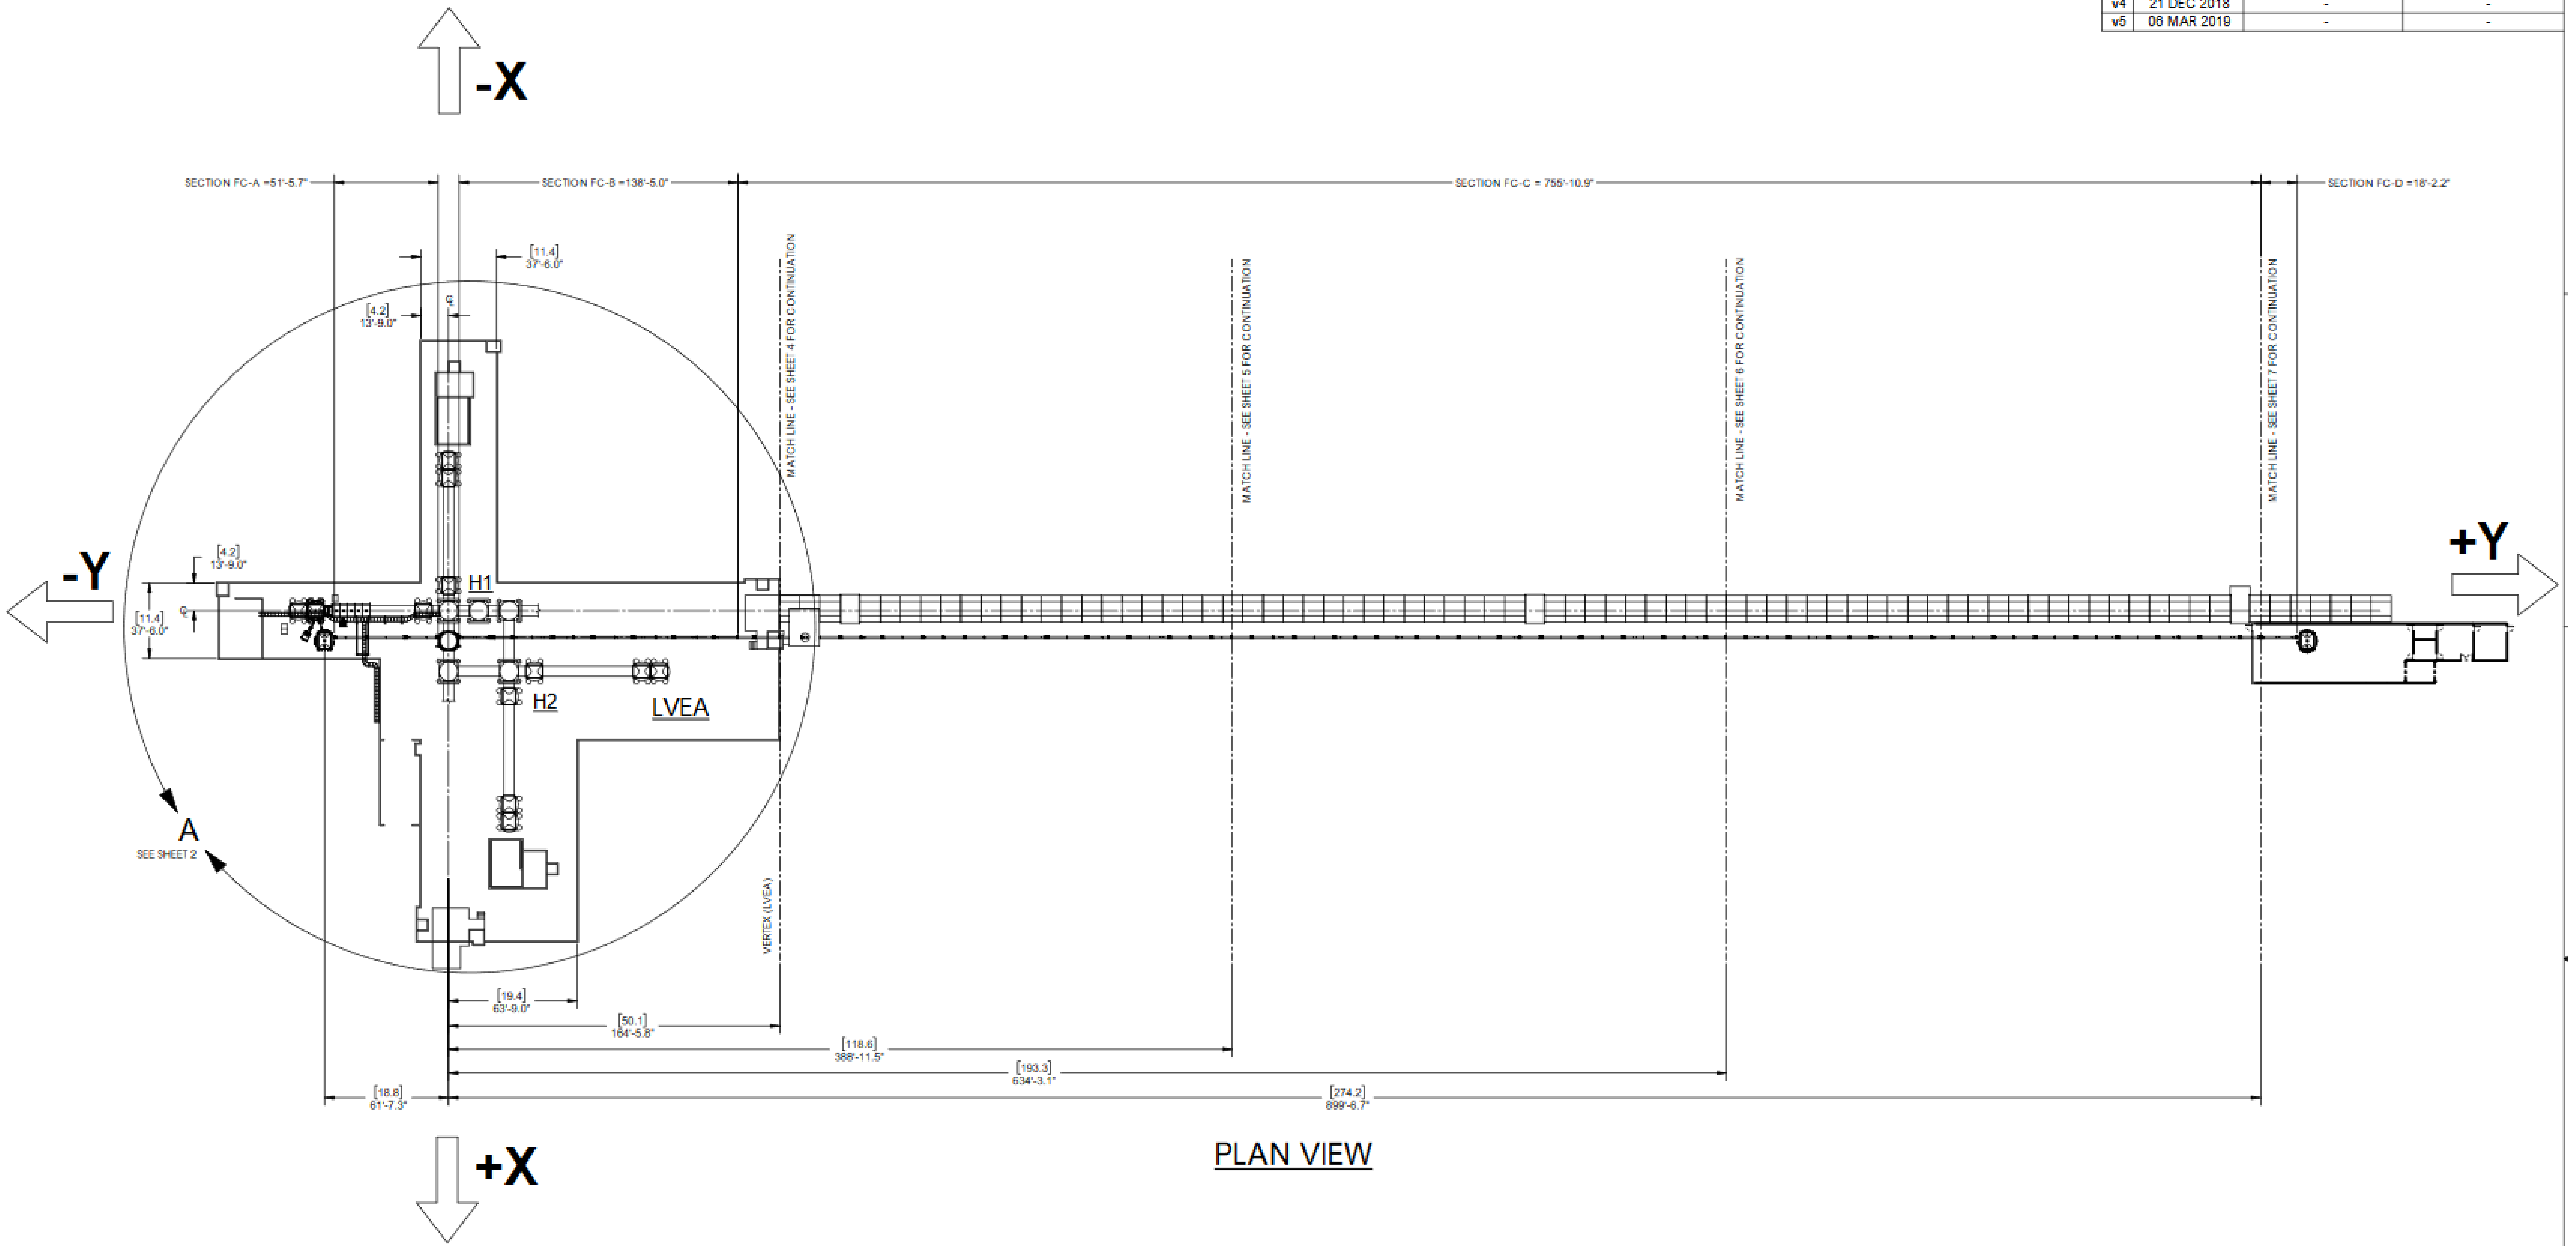 v4 21 DEC 2018 - -
v5 06 MAR 2019 - -
-X
SECTION FC-A =51'-5.7"
SECTION FC-B =138'-5.0"
SECTION FC-C = 755'-10.9"
SECTION FC-D =18'-2.2"
[11.4]
37'-6.0"
[4.2]
13'-9.0"
MATCH LINE - SEE SHEET 4 FOR CONTINUATION
MATCH LINE - SEE SHEET 5 FOR CONTINUATION
MATCH LINE - SEE SHEET 6 FOR CONTINUATION
MATCH LINE - SEE SHEET 7 FOR CONTINUATION
-Y
[4.2]
13'-9.0"
+Y
H1
[11.4]
37'-6.0"
H2
LVEA
A
SEE SHEET 2
VERTEX (LVEA)
[19.4]
63'-9.0"
[50.1]
164'-5.8"
[118.6]
388'-11.5"
[193.3]
634'-3.1"
[18.8]
61'-7.3"
[274.2]
899'-6.7"
+X
PLAN VIEW